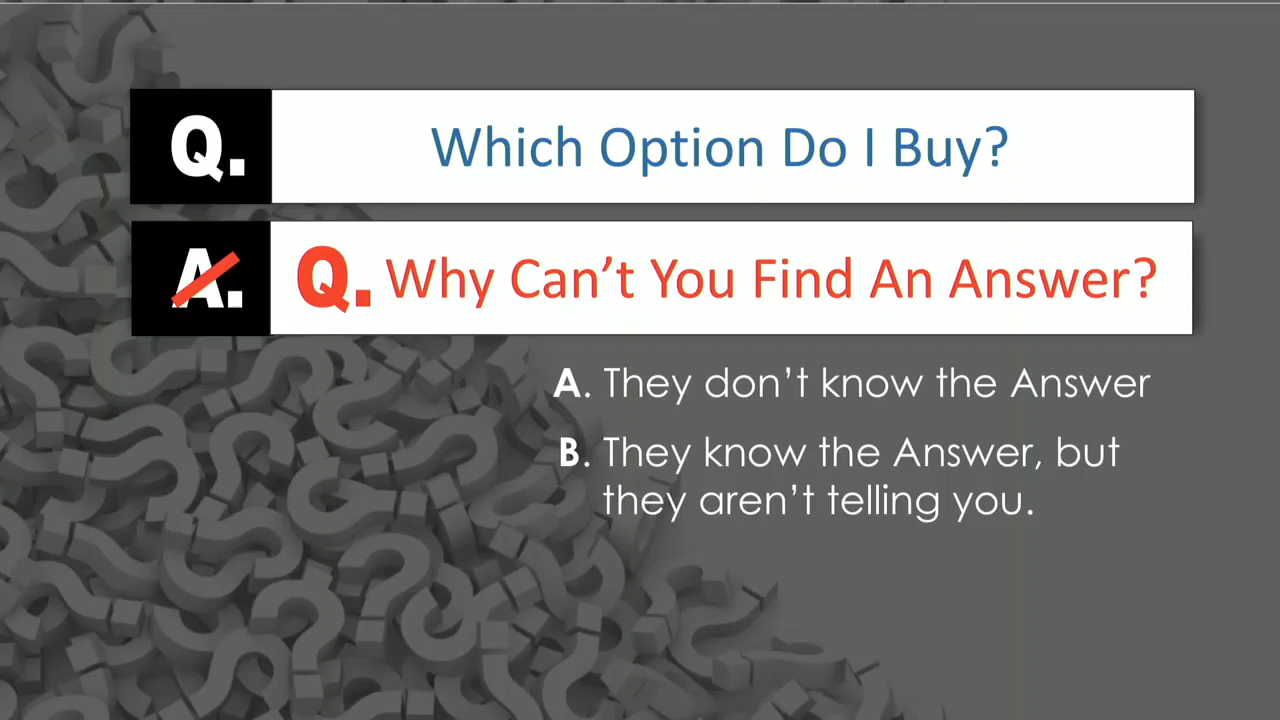 Q. Which Option Do I Buy?
A. Q. Why Can’t You Find An Answer?
A. They don’t know the Answer
B. They know the Answer, but
they aren’t telling you.